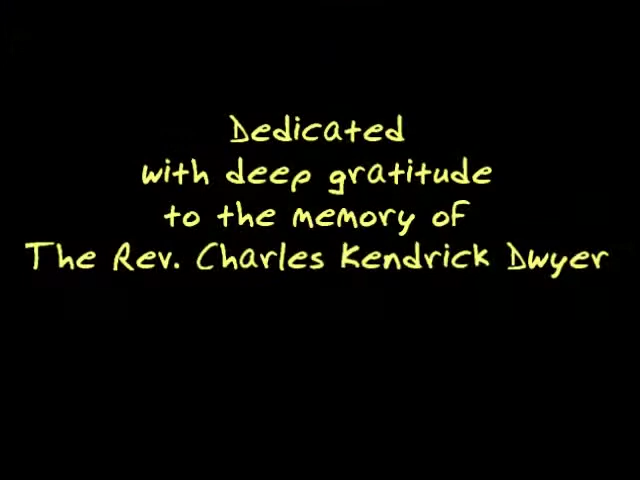 Dedicated
with deep gratitude
to the memory of
The Rev. Charles Kendrick Dwyer